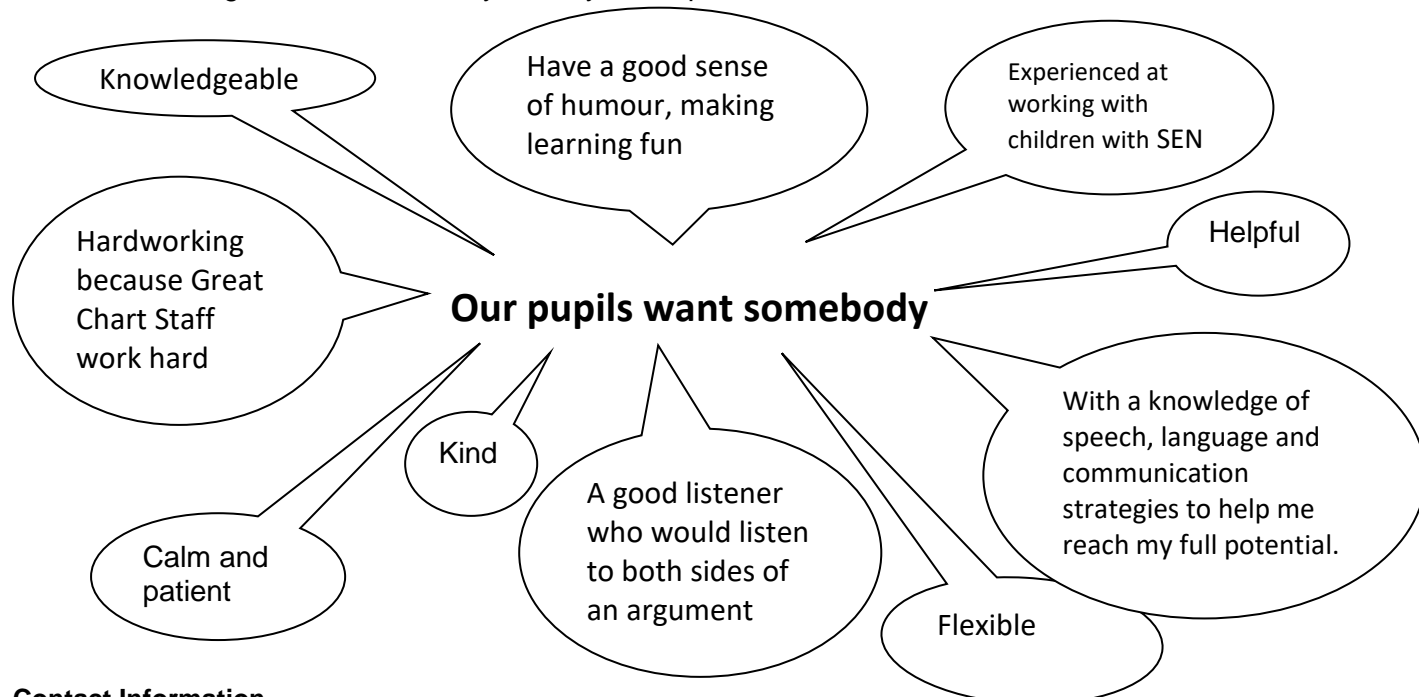 Knowledgeable
Have a good sense
of humour, making
learning fun
Experienced at
working with
children with SEN
Helpful
Hardworking
because Great
Chart Staff
work hard
Our pupils want somebody
With a knowledge of
speech, language and
communication
strategies to help me
reach my full potential.
Kind
A good listener
who would listen
to both sides of
an argument
Calm and
patient
Flexible
Contact Information